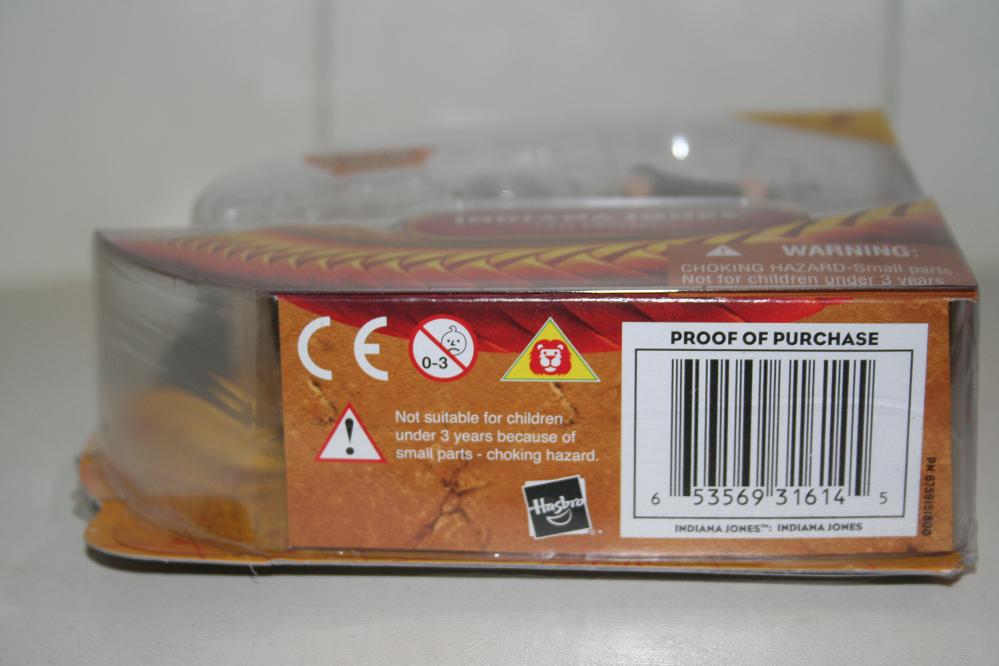 INDIANA JONES
WARNING:
CHOKING HAZARD-Small parts.
Not for children under 3 years
CE
0-3
Not suitable for children
under 3 years because of
small parts - choking hazard.
Hasbro
PROOF OF PURCHASE
6 53569 31614 5
INDIANA JONES™: INDIANA JONES